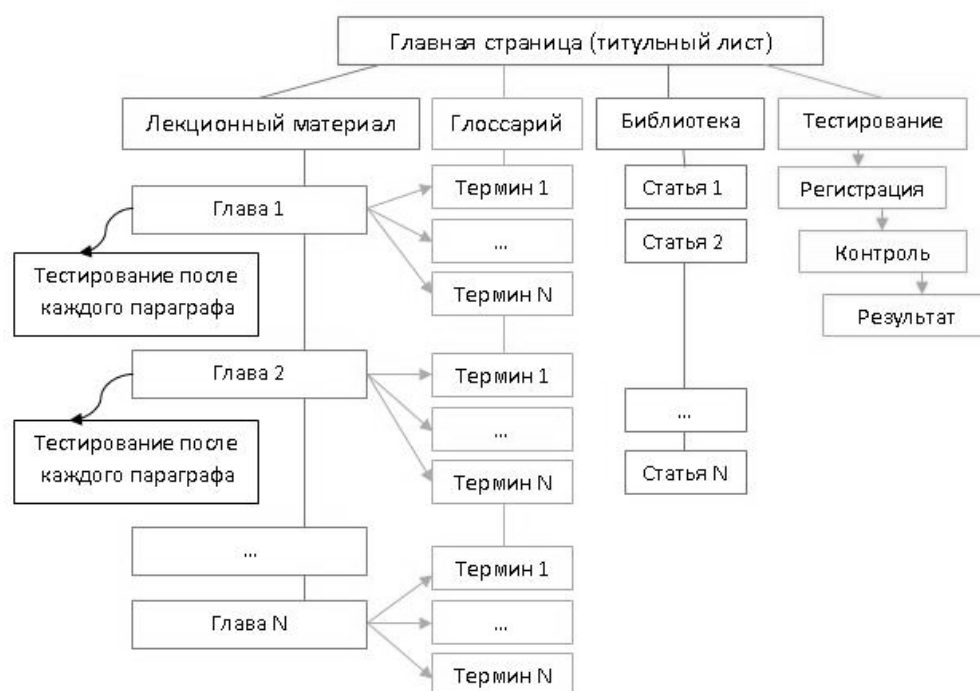 Главная страница (титульный лист)
Лекционный материал
Глоссарий
Библиотека
Тестирование
Глава 1
Термин 1
...
Термин N
Статья 1
Статья 2
Регистрация
Контроль
Результат
Тестирование после
каждого параграфа
Глава 2
Термин 1
...
Термин N
...
Статья N
Тестирование после
каждого параграфа
...
Глава N
Термин 1
...
Термин N